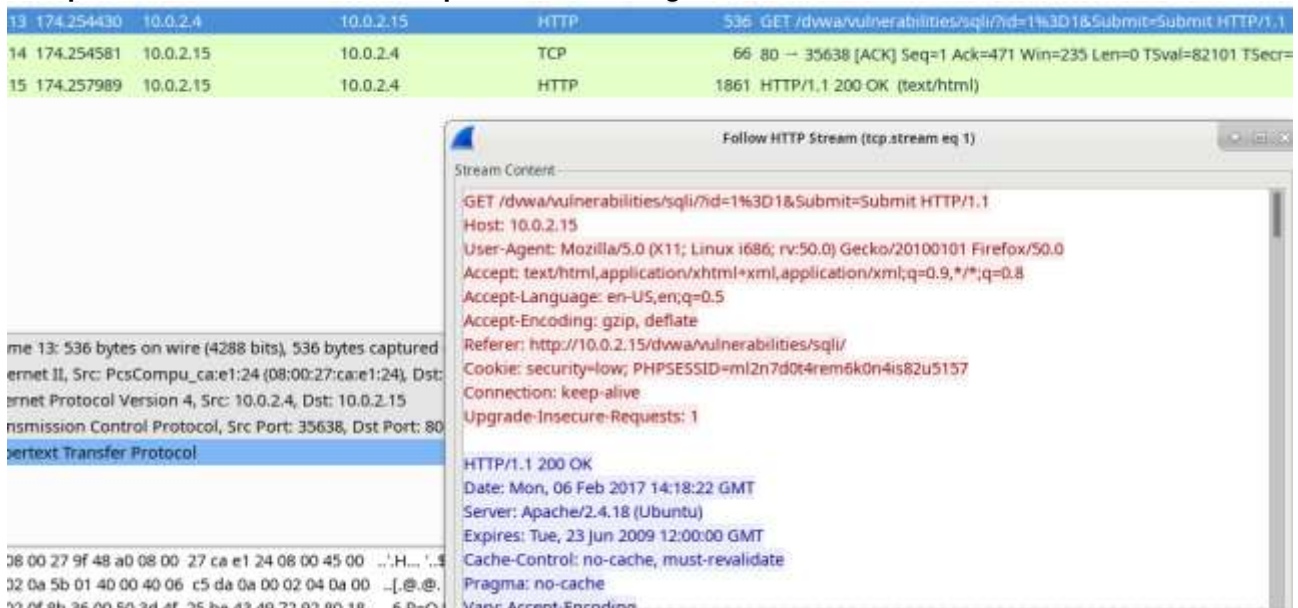 13 174.254430 10.0.2.4 10.0.2.15 HTTP 536 GET /dvwa/vulnerabilities/sqli/?id=1%3D1&Submit=Submit HTTP/1.1
14 174.254581 10.0.2.15 10.0.2.4 TCP 66 80 → 35638 [ACK] Seq=1 Ack=471 Win=235 Len=0 TSval=82101 TSecr=
15 174.257989 10.0.2.15 10.0.2.4 HTTP 1861 HTTP/1.1 200 OK (text/html)
Follow HTTP Stream (tcp.stream eq 1)
Stream Content
GET /dvwa/vulnerabilities/sqli/?id=1%3D1&Submit=Submit HTTP/1.1
Host: 10.0.2.15
User-Agent: Mozilla/5.0 (X11; Linux i686; rv:50.0) Gecko/20100101 Firefox/50.0
Accept: text/html,application/xhtml+xml,application/xml;q=0.9,*/*;q=0.8
Accept-Language: en-US,en;q=0.5
Accept-Encoding: gzip, deflate
Referer: http://10.0.2.15/dvwa/vulnerabilities/sqli/
Cookie: security=low; PHPSESSID=ml2n7d0t4rem6k0n4is82u5157
Connection: keep-alive
Upgrade-Insecure-Requests: 1
HTTP/1.1 200 OK
Date: Mon, 06 Feb 2017 14:18:22 GMT
Server: Apache/2.4.18 (Ubuntu)
Expires: Tue, 23 Jun 2009 12:00:00 GMT
Cache-Control: no-cache, must-revalidate
Pragma: no-cache
Vary: Accept-Encoding
me 13: 536 bytes on wire (4288 bits), 536 bytes captured
ernet II, Src: PcsCompu_ca:e1:24 (08:00:27:ca:e1:24), Dst:
ernet Protocol Version 4, Src: 10.0.2.4, Dst: 10.0.2.15
nsmission Control Protocol, Src Port: 35638, Dst Port: 80
pertext Transfer Protocol
08 00 27 9f 48 a0 08 00 27 ca e1 24 08 00 45 00 ..'.H... '..$
02 0a 5b 01 40 00 40 06 c5 da 0a 00 02 04 0a 00 ..[.@.@.